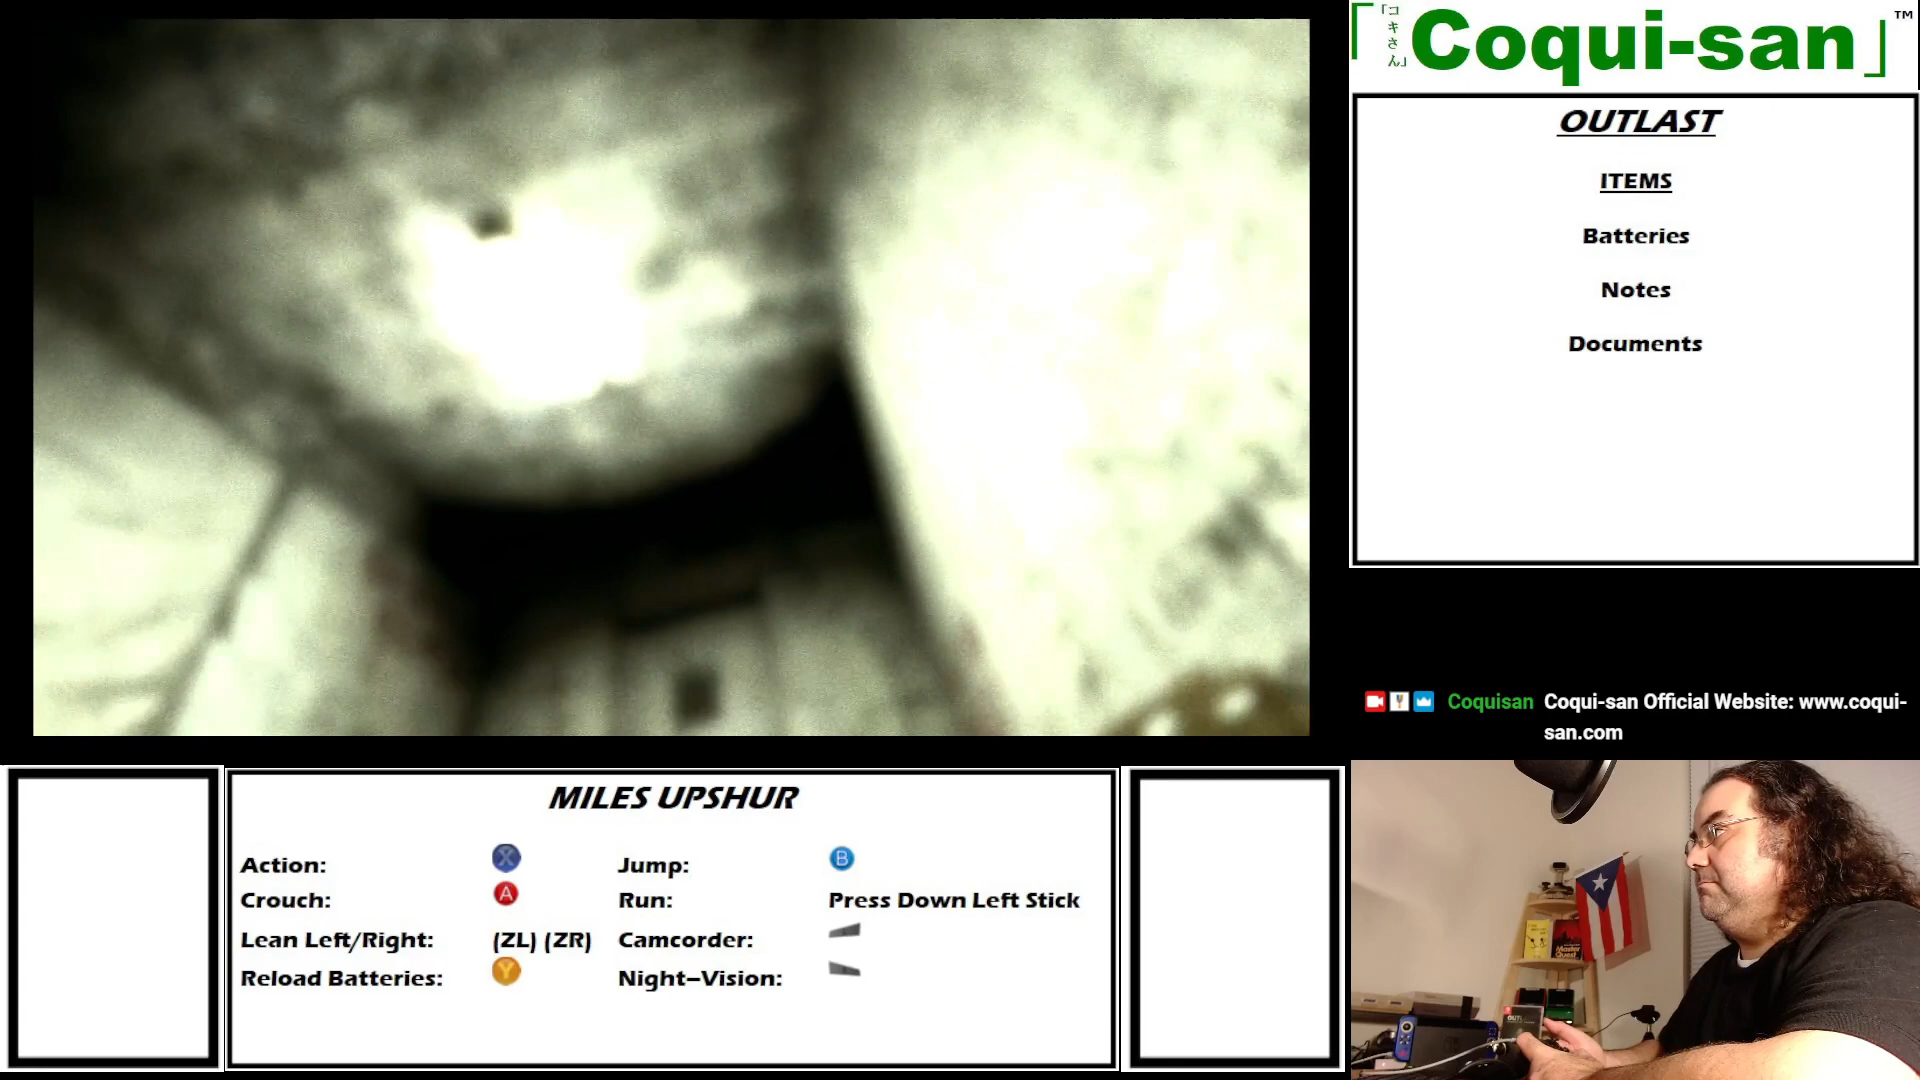 「コキさん」
「Coqui-san」™
OUTLAST
ITEMS
Batteries
Notes
Documents
Coquisan Coqui-san Official Website: www.coqui-
san.com
MILES UPSHUR
Action: X Jump: B
Crouch: A Run: Press Down Left Stick
Lean Left/Right: (ZL) (ZR) Camcorder:
Reload Batteries: Y Night-Vision:
Master
Quest